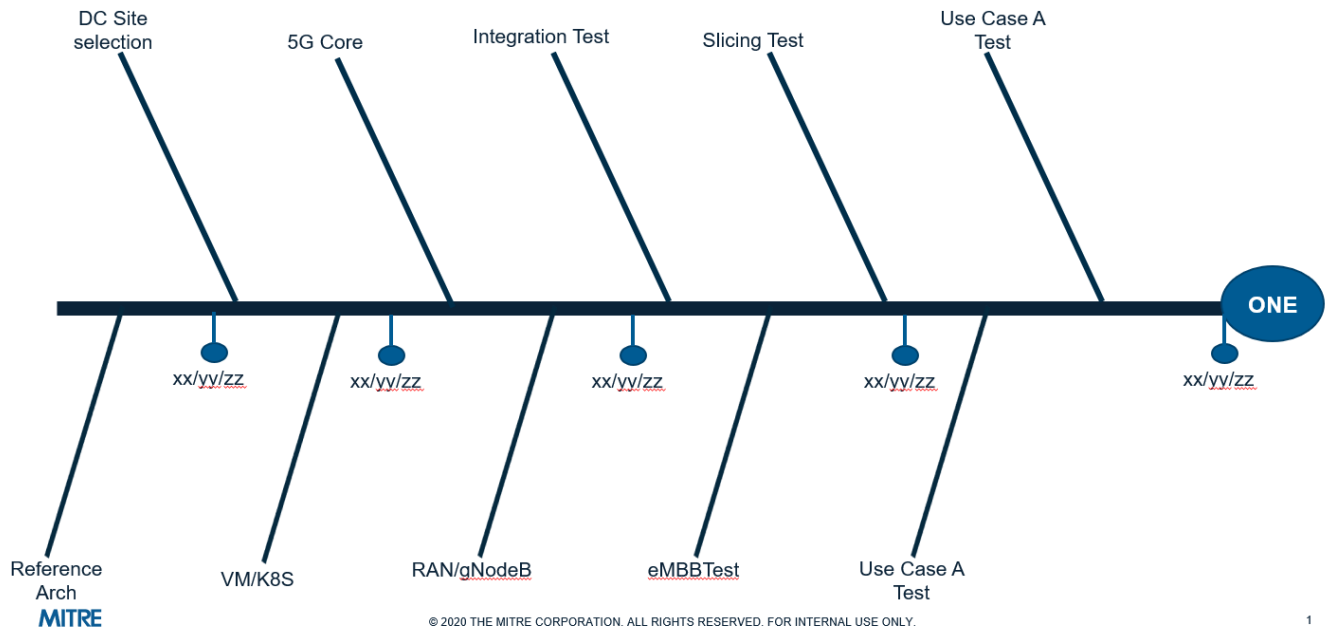 DC Site
selection
5G Core
Integration Test
Slicing Test
Use Case A
Test
ONE
xx/yy/zz
xx/yy/zz
xx/yy/zz
xx/yy/zz
xx/yy/zz
Reference
Arch
VM/K8S
RAN/gNodeB
eMBBTest
Use Case A
Test
MITRE
© 2020 THE MITRE CORPORATION. ALL RIGHTS RESERVED. FOR INTERNAL USE ONLY.
1